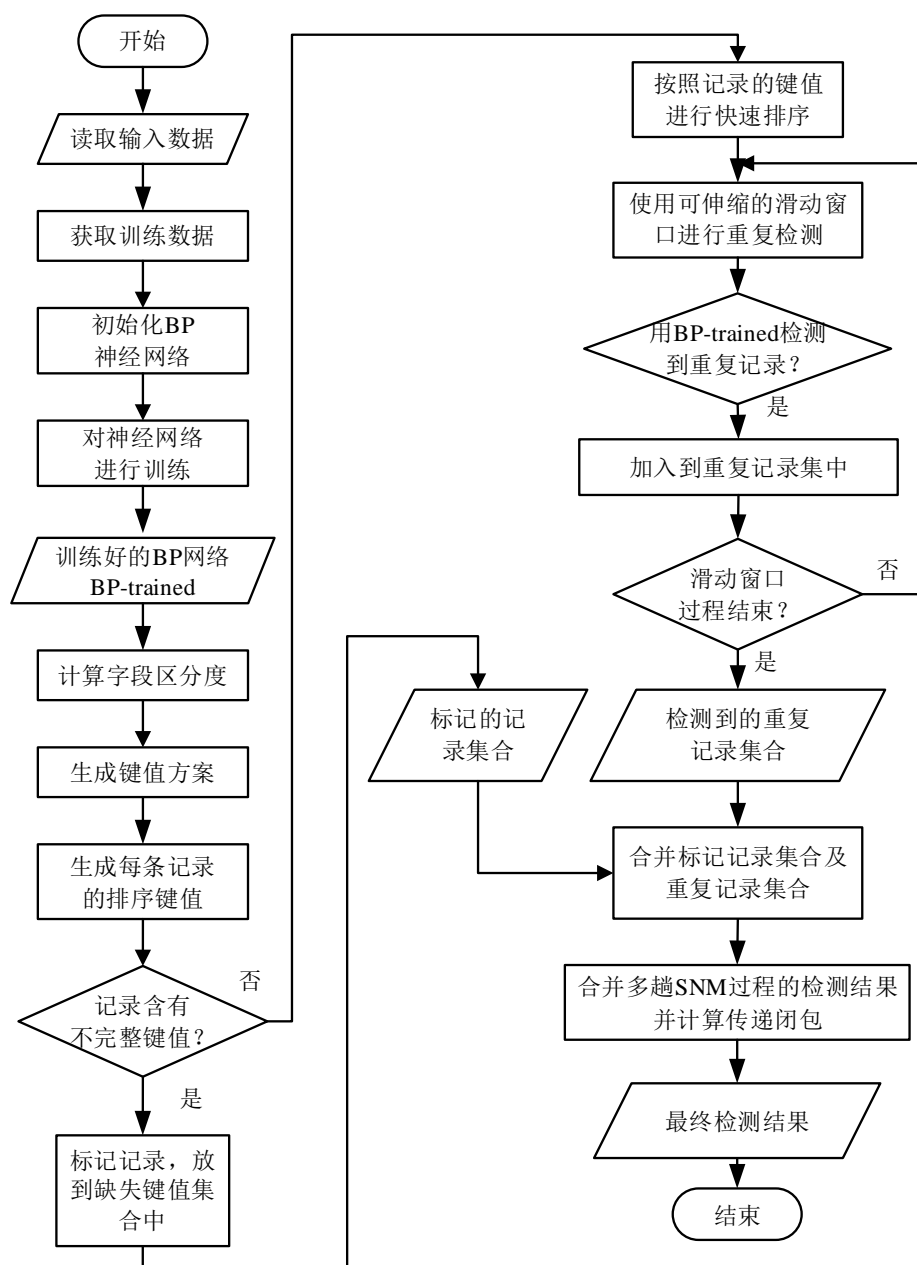 开始
读取输入数据
获取训练数据
初始化BP
神经网络
对神经网络
进行训练
训练好的BP网络
BP-trained
计算字段区分度
生成键值方案
生成每条记录
的排序键值
记录含有
不完整键值？
否
是
标记记录，放
到缺失键值集
合中
标记的记
录集合
按照记录的键值
进行快速排序
使用可伸缩的滑动窗
口进行重复检测
用BP-trained检测
到重复记录？
是
加入到重复记录集中
滑动窗口
过程结束？
否
是
检测到的重复
记录集合
合并标记记录集合及
重复记录集合
合并多趟SNM过程的检测结果
并计算传递闭包
最终检测结果
结束